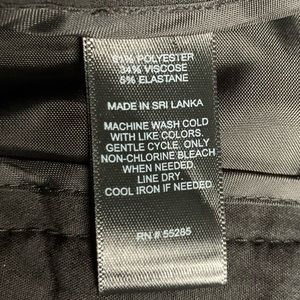 61% POLYESTER
34% VISCOSE
5% ELASTANE
MADE IN SRI LANKA
MACHINE WASH COLD
WITH LIKE COLORS.
GENTLE CYCLE. ONLY
NON-CHLORINE BLEACH
WHEN NEEDED.
LINE DRY.
COOL IRON IF NEEDED.
RN # 55285